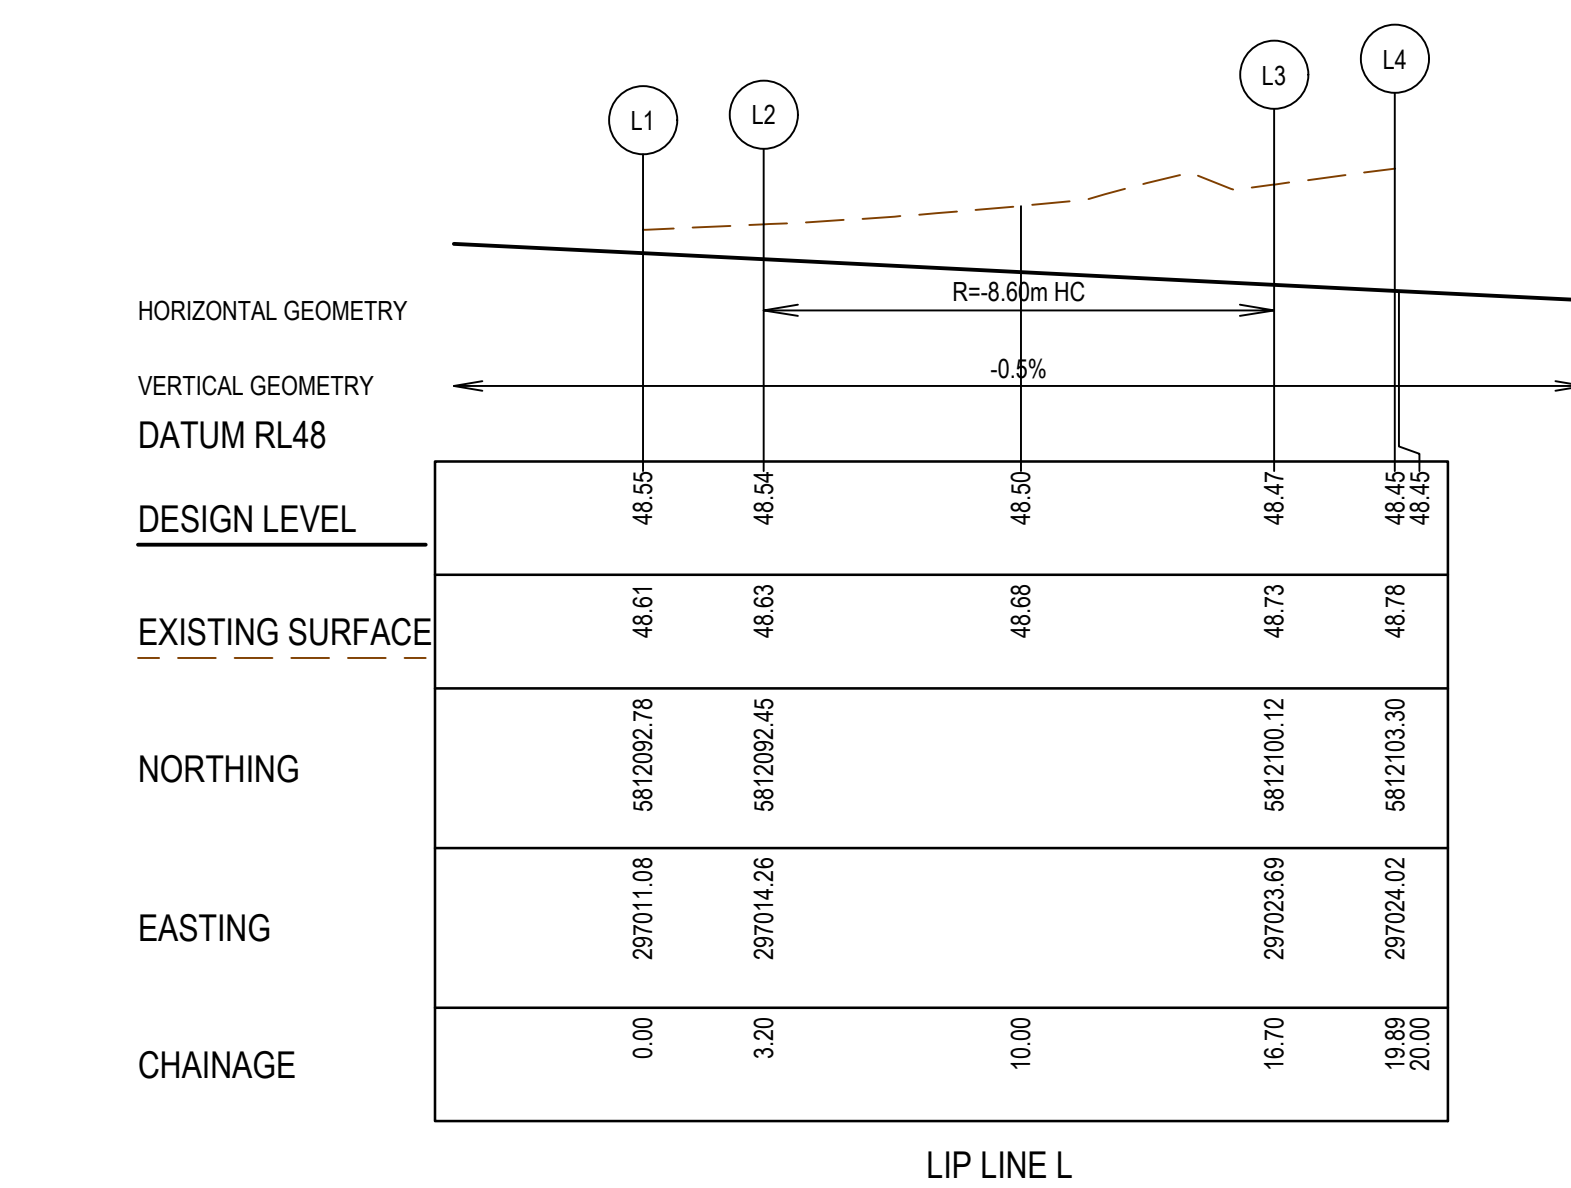 L1 L2 L3 L4
HORIZONTAL GEOMETRY R=-8.60m HC
VERTICAL GEOMETRY -0.5%
DATUM RL48
DESIGN LEVEL 48.55 48.54 48.50 48.47 48.45 48.45
EXISTING SURFACE 48.61 48.63 48.68 48.73 48.78
NORTHING 5812092.78 5812092.45 5812100.12 5812103.30
EASTING 297011.08 297014.26 297023.69 297024.02
CHAINAGE 0.00 3.20 10.00 16.70 19.89 20.00
LIP LINE L